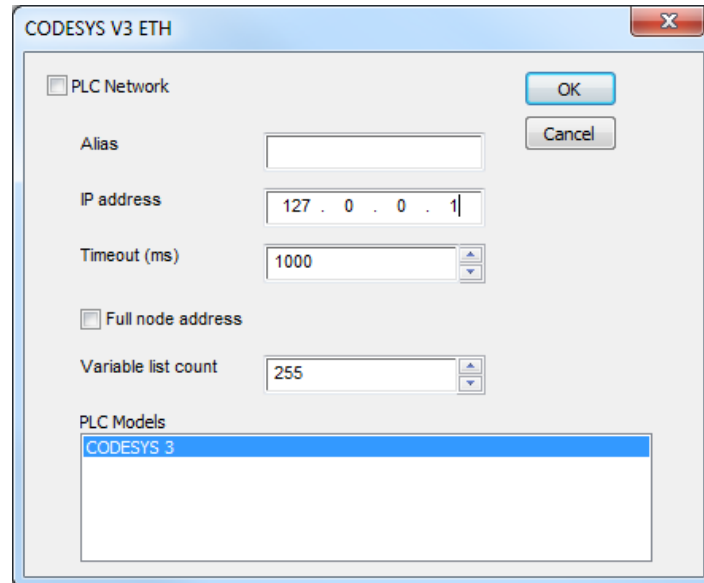 CODESYS V3 ETH
PLC Network
OK
Cancel
Alias
IP address
127 . 0 . 0 . 1
Timeout (ms)
1000
Full node address
Variable list count
255
PLC Models
CODESYS 3